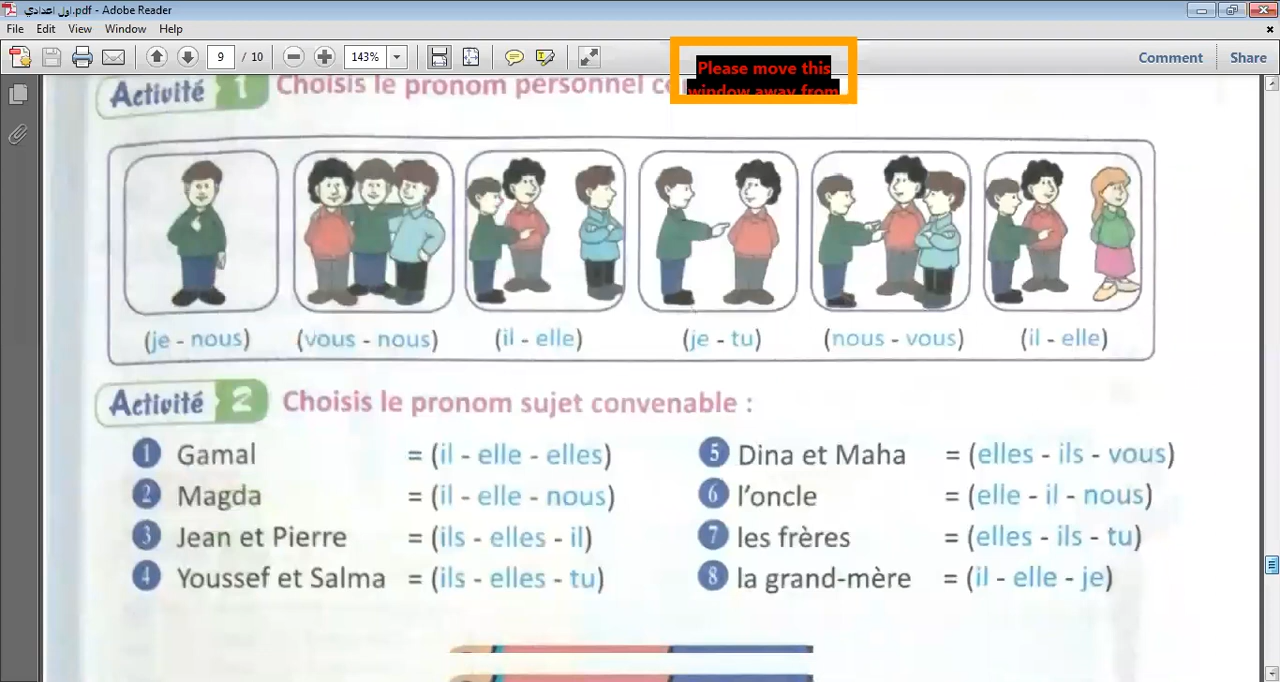 اول اعدادي.pdf - Adobe Reader
File Edit View Window Help
9 / 10 143% Comment Share
Please move this
window away from
Activité 1 Choisis le pronom personnel
(je - nous) (vous - nous) (il - elle) (je - tu) (nous - vous) (il - elle)
Activité 2 Choisis le pronom sujet convenable :
1 Gamal = (il - elle - elles) 5 Dina et Maha = (elles - ils - vous)
2 Magda = (il - elle - nous) 6 l'oncle = (elle - il - nous)
3 Jean et Pierre = (ils - elles - il) 7 les frères = (elles - ils - tu)
4 Youssef et Salma = (ils - elles - tu) 8 la grand-mère = (il - elle - je)